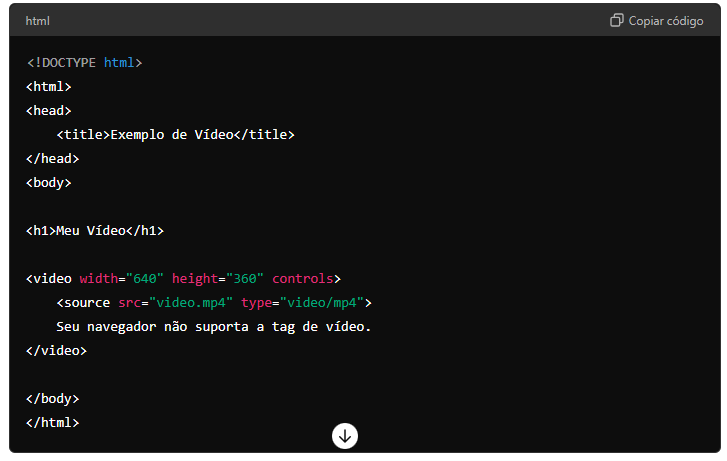 html
Copiar código
<!DOCTYPE html>
<html>
<head>
    <title>Exemplo de Vídeo</title>
</head>
<body>
<h1>Meu Vídeo</h1>
<video width="640" height="360" controls>
    <source src="video.mp4" type="video/mp4">
    Seu navegador não suporta a tag de vídeo.
</video>
</body>
</html>